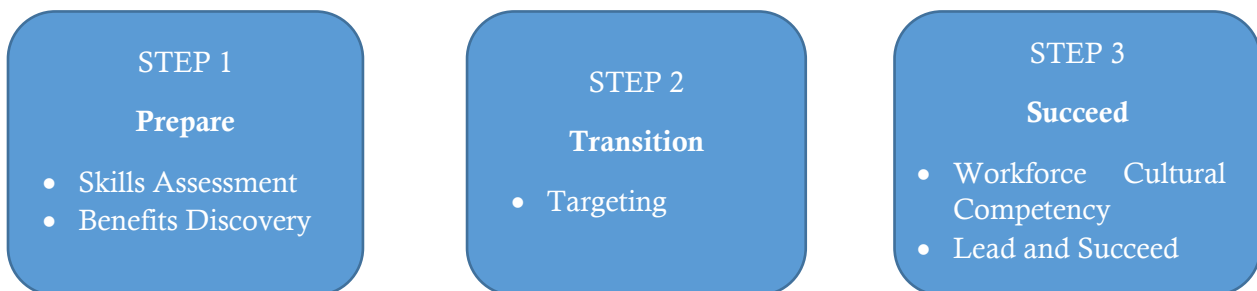 STEP 1
Prepare
• Skills Assessment
• Benefits Discovery
STEP 2
Transition
• Targeting
STEP 3
Succeed
• Workforce Cultural
Competency
• Lead and Succeed